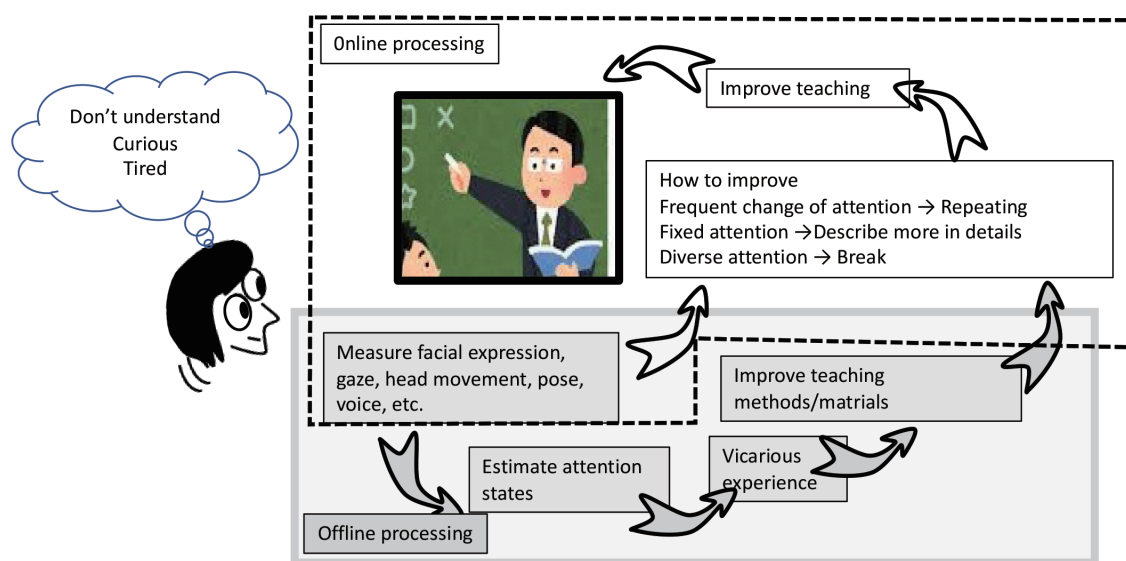 0nline processing
Improve teaching
Don’t understand
Curious
Tired
How to improve
Frequent change of attention → Repeating
Fixed attention →Describe more in details
Diverse attention → Break
Measure facial expression,
gaze, head movement, pose,
voice, etc.
Improve teaching
methods/matrials
Estimate attention
states
Vicarious
experience
Offline processing